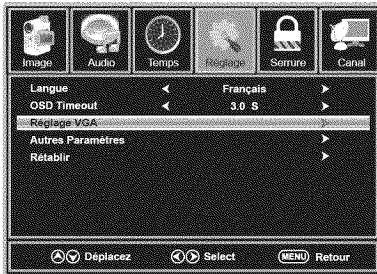 Image Audio Temps Réglage Serrure Canal
Langue Français
OSD Timeout 3.0 S
Réglage VGA
Autres Paramètres
Rétablir
Déplacez Select MENU Retour